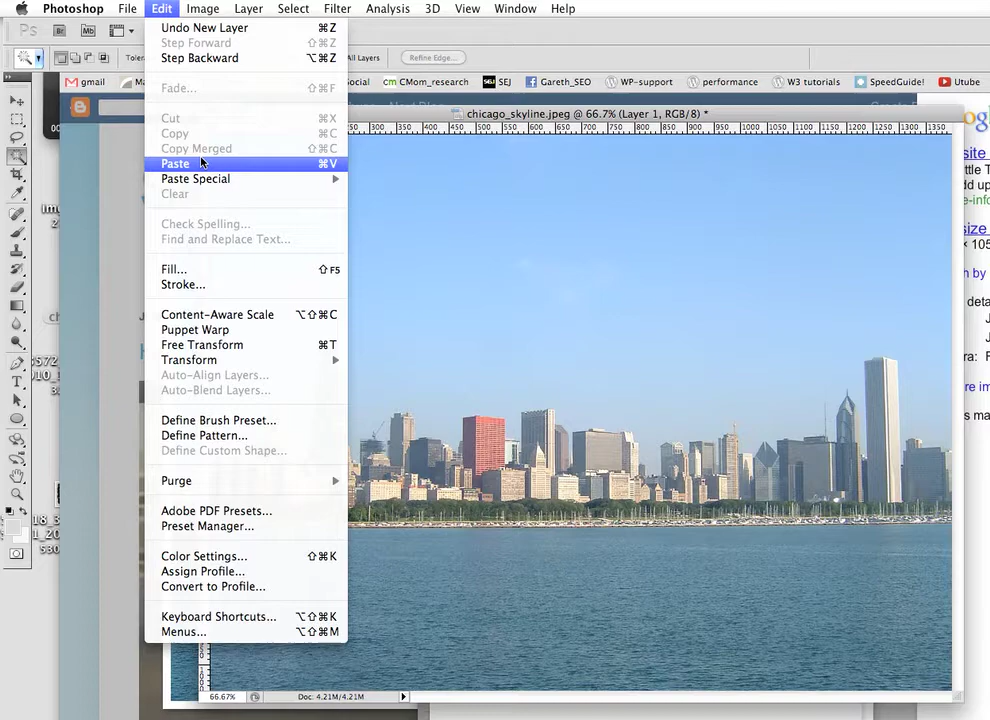 Photoshop File Edit Image Layer Select Filter Analysis 3D View Window Help
Ps Br Mb
Undo New Layer ⌘Z
Step Forward ⇧⌘Z
Step Backward ⌥⌘Z
Fade... ⇧⌘F
Cut ⌘X
Copy ⌘C
Copy Merged ⇧⌘C
Paste ⌘V
Paste Special
Clear
Check Spelling...
Find and Replace Text...
Fill... ⇧F5
Stroke...
Content-Aware Scale ⌥⇧⌘C
Puppet Warp
Free Transform ⌘T
Transform
Auto-Align Layers...
Auto-Blend Layers...
Define Brush Preset...
Define Pattern...
Define Custom Shape...
Purge
Adobe PDF Presets...
Preset Manager...
Color Settings... ⇧⌘K
Assign Profile...
Convert to Profile...
Keyboard Shortcuts... ⌥⇧⌘K
Menus... ⌥⇧⌘M
All Layers Refine Edge...
gmail cm CMom_research SEJ SEJ Gareth_SEO WP-support performance W3 tutorials SpeedGuide! Utube
chicago_skyline.jpeg @ 66.7% (Layer 1, RGB/8) *
350 400 450 500 550 600 650 700 750 800 850 900 950 1000 1050 1100 1150 1200 1250 1300 1350
66.67% Doc: 4.21M/4.21M